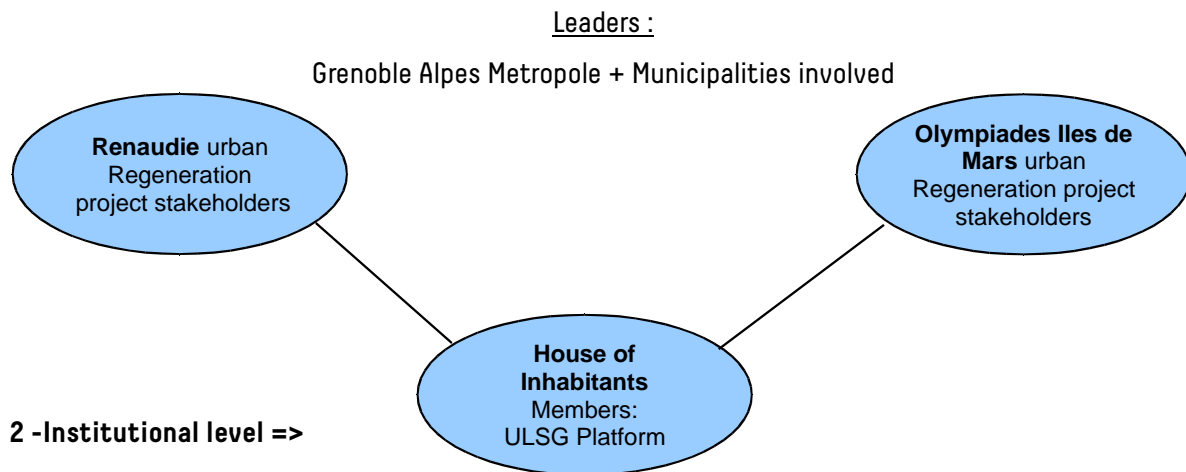 Leaders :
Grenoble Alpes Metropole + Municipalities involved
Renaudie urban
Regeneration
project stakeholders
Olympiades Iles de
Mars urban
Regeneration project
stakeholders
House of
Inhabitants
Members:
ULSG Platform
2 -Institutional level =>